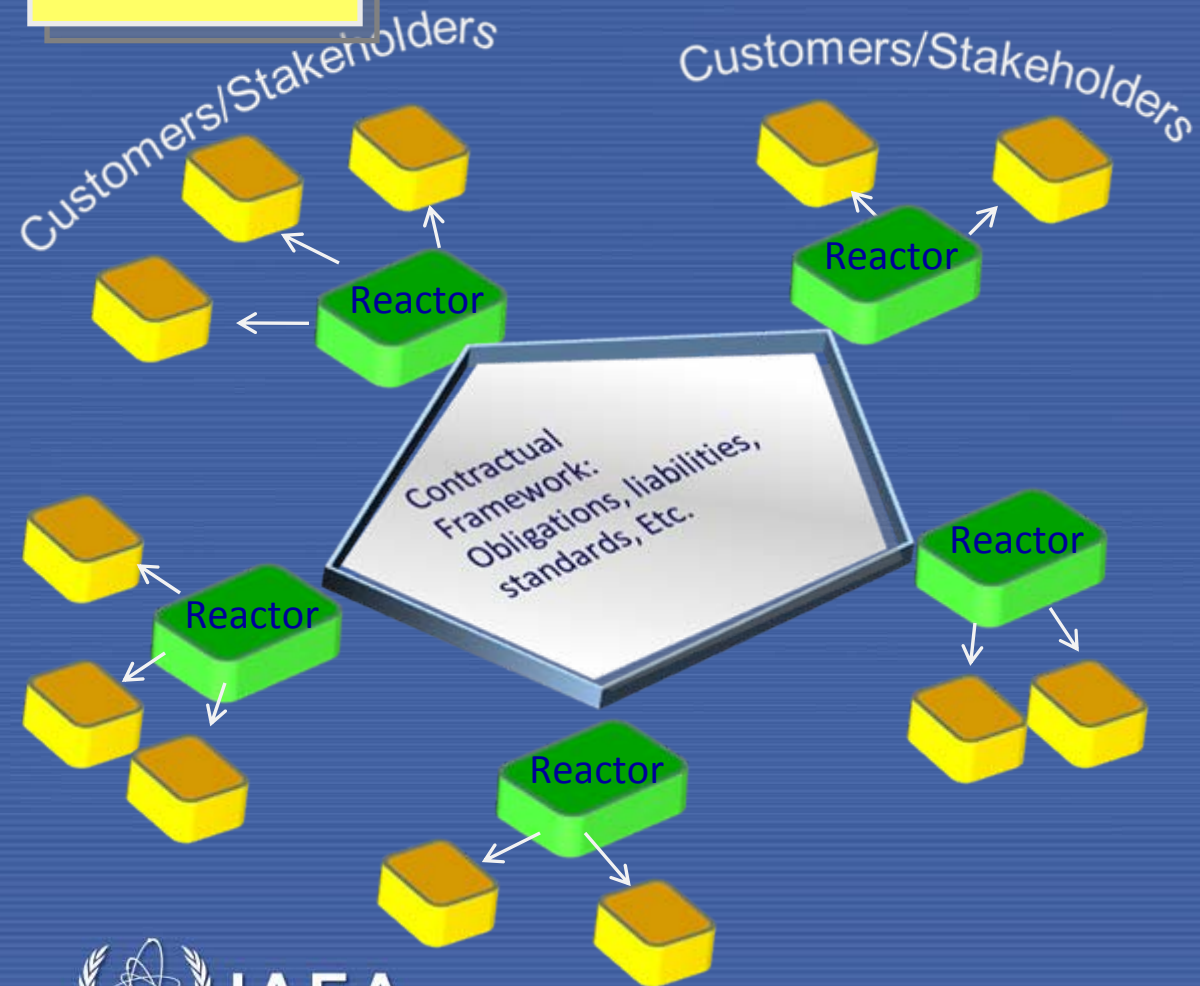 Customers/Stakeholders
Customers/Stakeholders
Reactor
Reactor
Contractual
Framework:
Obligations, liabilities,
standards, Etc.
Reactor
Reactor
Reactor
IAEA